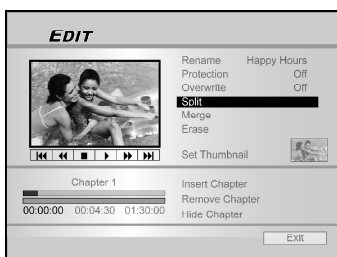 EDIT
Rename Happy Hours
Protection Off
Overwrite Off
Split
Merge
Erase
Set Thumbnail
Chapter 1
00:00:00 00:04:30 01:30:00
Insert Chapter
Remove Chapter
Hide Chapter
Exit